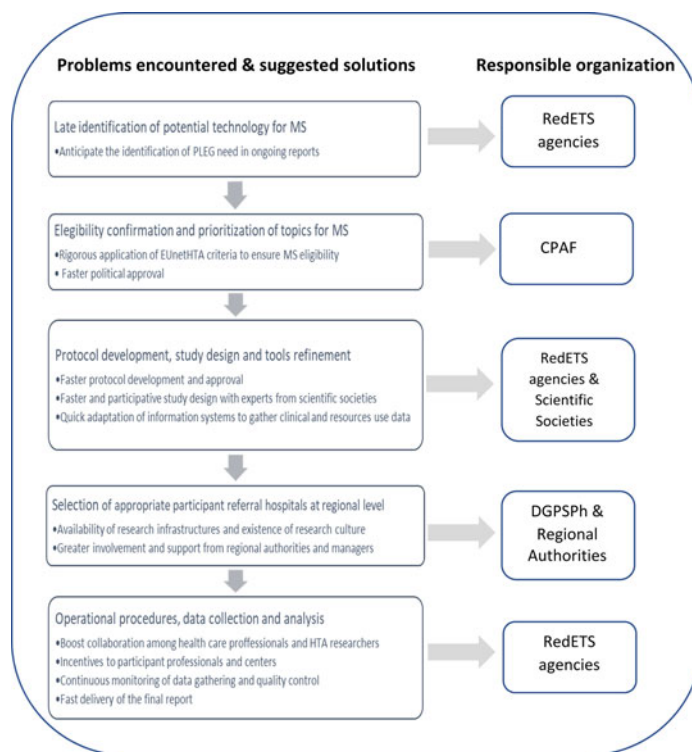 Problems encountered & suggested solutions
Responsible organization
Late identification of potential technology for MS
•Anticipate the identification of PLEG need in ongoing reports
RedETS
agencies
Elegibility confirmation and prioritization of topics for MS
•Rigorous application of EUnetHTA criteria to ensure MS eligibility
• Faster political approval
CPAF
Protocol development, study design and tools refinement
•Faster protocol development and approval
•Faster and participative study design with experts from scientific societies
•Quick adaptation of information systems to gather clinical and resources use data
RedETS
agencies &
Scientific
Societies
Selection of appropriate participant referral hospitals at regional level
•Availability of research infrastructures and existence of research culture
•Greater involvement and support from regional authorities and managers
DGPSPh &
Regional
Authorities
Operational procedures, data collection and analysis
•Boost collaboration among health care proffesionals and HTA researchers
•Incentives to participant professionals and centers
•Continuous monitoring of data gathering and quality control
•Fast delivery of the final report
RedETS
agencies